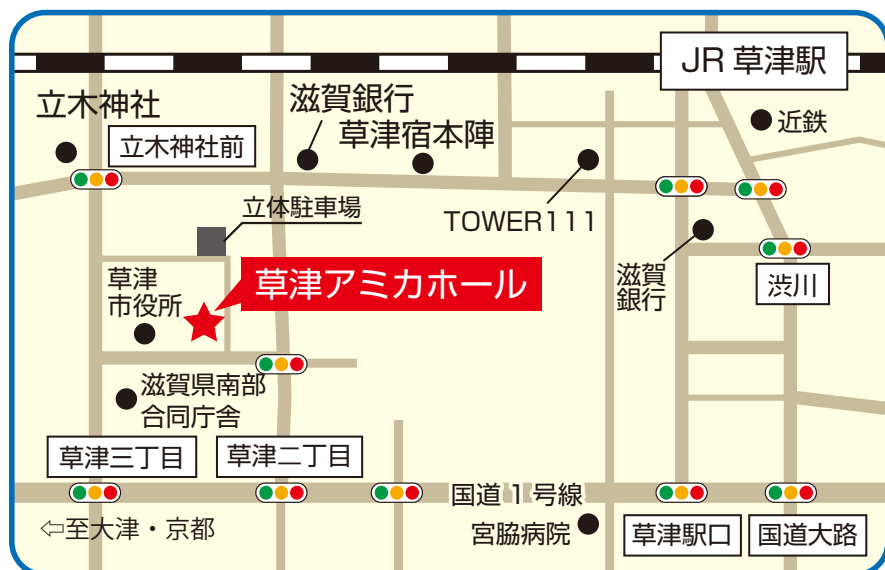 JR 草津駅
立木神社
滋賀銀行
近鉄
立木神社前
草津宿本陣
立体駐車場
TOWER111
草津
市役所
草津アミカホール
滋賀
銀行
渋川
滋賀県南部
合同庁舎
草津三丁目
草津二丁目
国道1号線
⇦至大津・京都
宮脇病院
草津駅口
国道大路